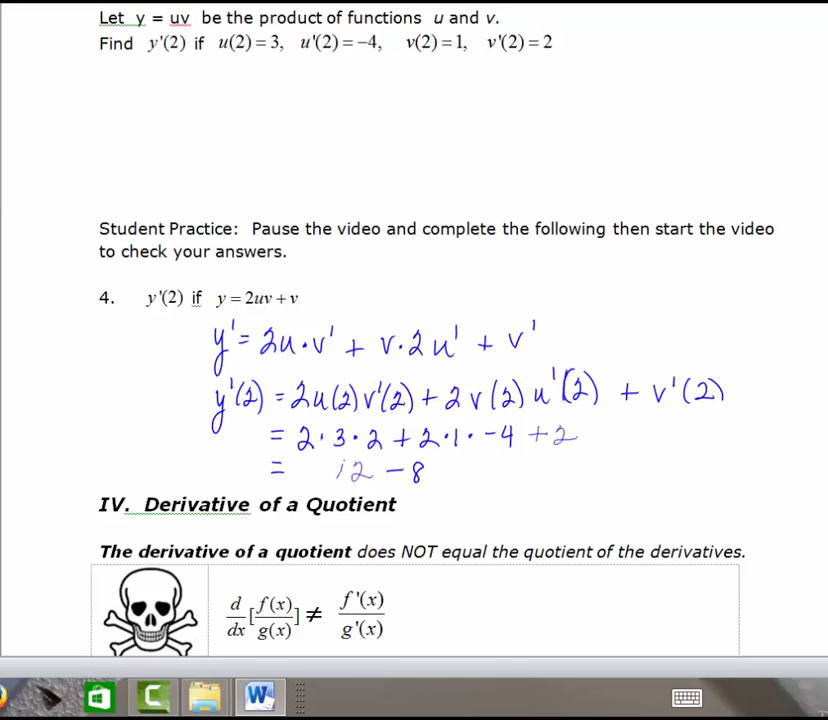 Let y = uv be the product of functions u and v.
Find y'(2) if u(2) = 3, u'(2) = −4, v(2) = 1, v'(2) = 2
Student Practice: Pause the video and complete the following then start the video
to check your answers.
4. y'(2) if y = 2uv + v
y' = 2u · v' + v · 2u' + v'
y'(2) = 2u(2)v'(2) + 2v(2)u'(2) + v'(2)
= 2 · 3 · 2 + 2 · 1 · -4 + 2
= 12 - 8
IV. Derivative of a Quotient
The derivative of a quotient does NOT equal the quotient of the derivatives.
d/dx [f(x)/g(x)] ≠ f'(x)/g'(x)
C
W